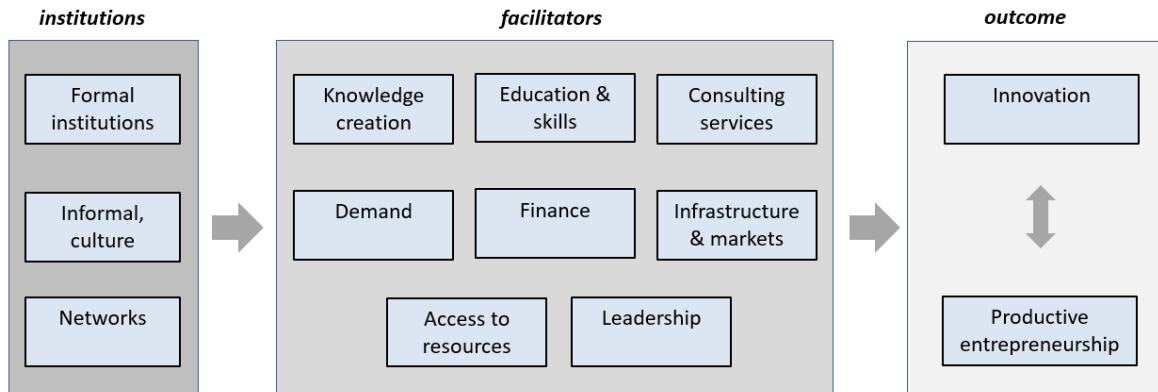 institutions
facilitators
outcome
Formal
institutions
Informal,
culture
Networks
Knowledge
creation
Education &
skills
Consulting
services
Demand
Finance
Infrastructure
& markets
Access to
resources
Leadership
Innovation
Productive
entrepreneurship